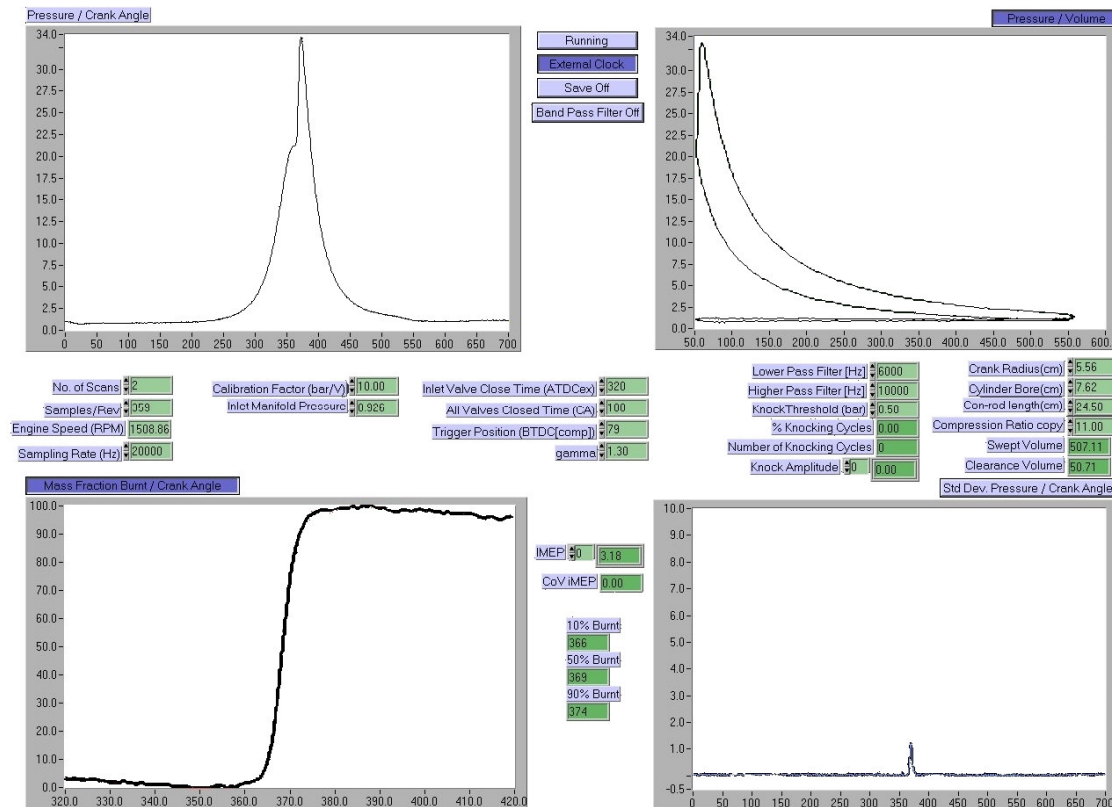 Pressure / Crank Angle
34.0
30.0
27.5
25.0
22.5
20.0
17.5
15.0
12.5
10.0
7.5
5.0
2.5
0.0
0 50 100 150 200 250 300 350 400 450 500 550 600 650 700
Running
External Clock
Save Off
Band Pass Filter Off
Pressure / Volume
34.0
30.0
27.5
25.0
22.5
20.0
17.5
15.0
12.5
10.0
7.5
5.0
2.5
0.0
50.0 100.0 150.0 200.0 250.0 300.0 350.0 400.0 450.0 500.0 550.0 600.0
No. of Scans 2
Samples/Rev 359
Engine Speed (RPM) 1508.86
Sampling Rate (Hz) 20000
Calibration Factor (bar/V) 10.00
Inlet Manifold Pressure 0.926
Inlet Valve Close Time (ATDCex) 320
All Valves Closed Time (CA) 100
Trigger Position (BTDC[comp]) 79
gamma 1.30
Lower Pass Filter [Hz] 6000
Higher Pass Filter [Hz] 10000
KnockThreshold (bar) 0.50
% Knocking Cycles 0.00
Number of Knocking Cycles 0
Knock Amplitude 0 0.00
Crank Radius(cm) 5.56
Cylinder Bore(cm) 7.62
Con-rod length(cm) 24.50
Compression Ratio copy 11.00
Swept Volume 507.11
Clearance Volume 50.71
Mass Fraction Burnt / Crank Angle
100.0
90.0
80.0
70.0
60.0
50.0
40.0
30.0
20.0
10.0
0.0
320.0 330.0 340.0 350.0 360.0 370.0 380.0 390.0 400.0 410.0 420.0
IMEP 0 3.18
CoV iMEP 0.00
10% Burnt
366
50% Burnt
369
90% Burnt
374
Std Dev. Pressure / Crank Angle
10.0
9.0
8.0
7.0
6.0
5.0
4.0
3.0
2.0
1.0
-0.5
0 50 100 150 200 250 300 350 400 450 500 550 600 650 700